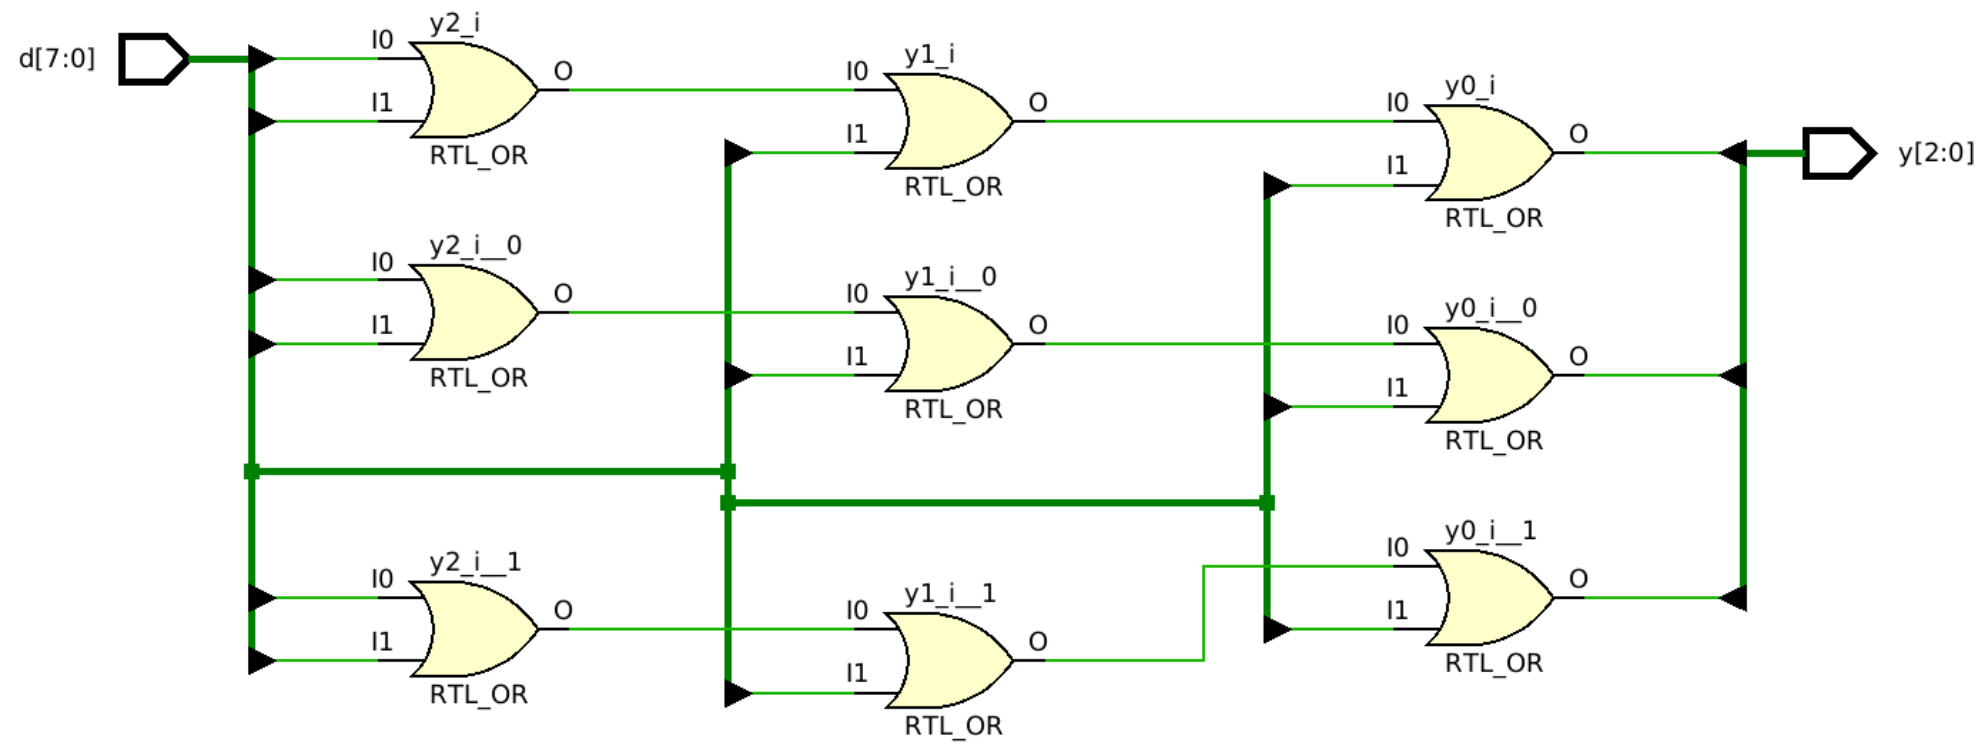 d[7:0]
y2_i
I0
I1
O
RTL_OR
y1_i
I0
I1
O
RTL_OR
y0_i
I0
I1
O
RTL_OR
y[2:0]
y2_i__0
I0
I1
O
RTL_OR
y1_i__0
I0
I1
O
RTL_OR
y0_i__0
I0
I1
O
RTL_OR
y2_i__1
I0
I1
O
RTL_OR
y1_i__1
I0
I1
O
RTL_OR
y0_i__1
I0
I1
O
RTL_OR